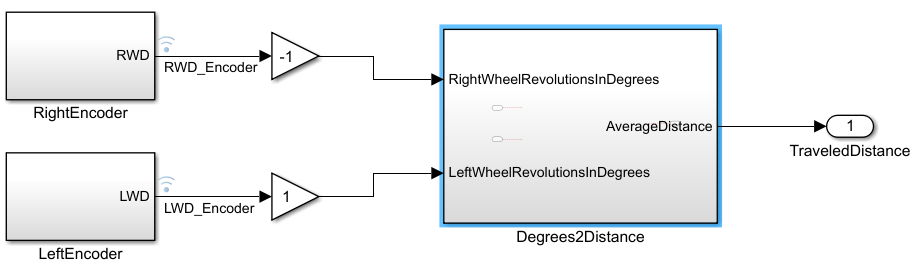 RWD
RWD_Encoder
-1
RightEncoder
RightWheelRevolutionsInDegrees
AverageDistance
1
TraveledDistance
LWD
LWD_Encoder
1
LeftWheelRevolutionsInDegrees
Degrees2Distance
LeftEncoder